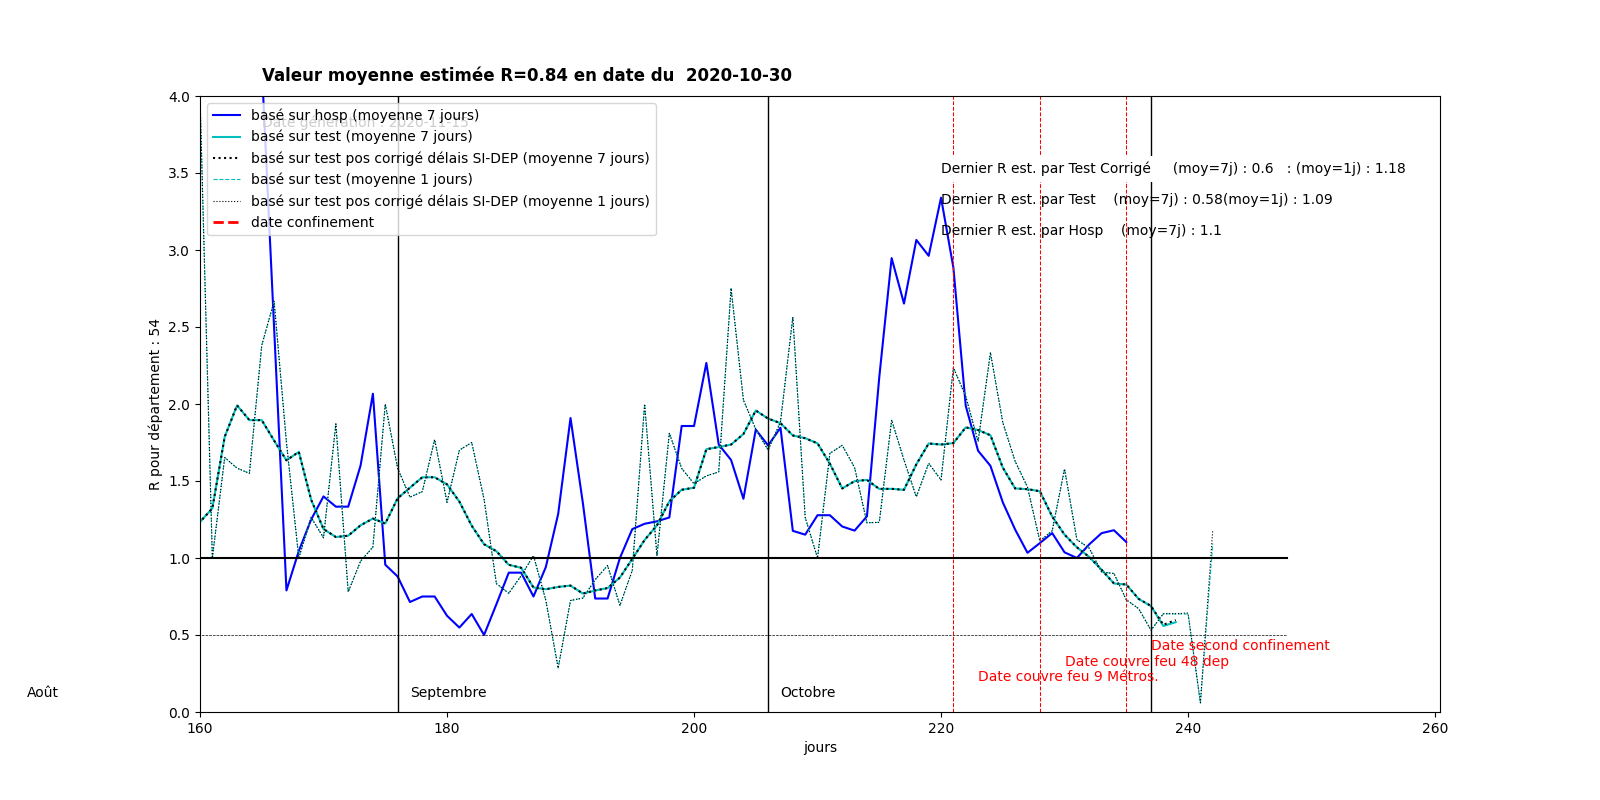 Valeur moyenne estimée R=0.84 en date du  2020-10-30
basé sur hosp (moyenne 7 jours)
Date génération : 2020-11-15
basé sur test (moyenne 7 jours)
basé sur test pos corrigé délais SI-DEP (moyenne 7 jours)
basé sur test (moyenne 1 jours)
basé sur test pos corrigé délais SI-DEP (moyenne 1 jours)
date confinement
Dernier R est. par Test Corrigé (moy=7j) : 0.6 : (moy=1j) : 1.18
Dernier R est. par Test (moy=7j) : 0.58(moy=1j) : 1.09
Dernier R est. par Hosp (moy=7j) : 1.1
4.0
3.5
3.0
2.5
2.0
1.5
1.0
0.5
0.0
R pour département : 54
Date second confinement
Date couvre feu 48 dep
Date couvre feu 9 Métros.
Août
Septembre
Octobre
160
180
200
220
240
260
jours